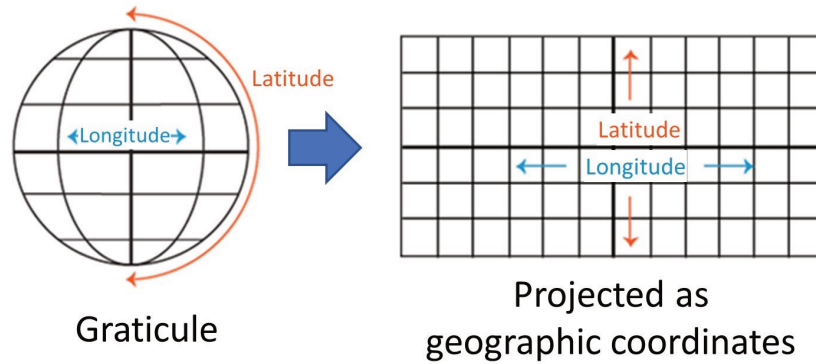 Latitude
Longitude
Graticule
Latitude
Longitude
Projected as
geographic coordinates